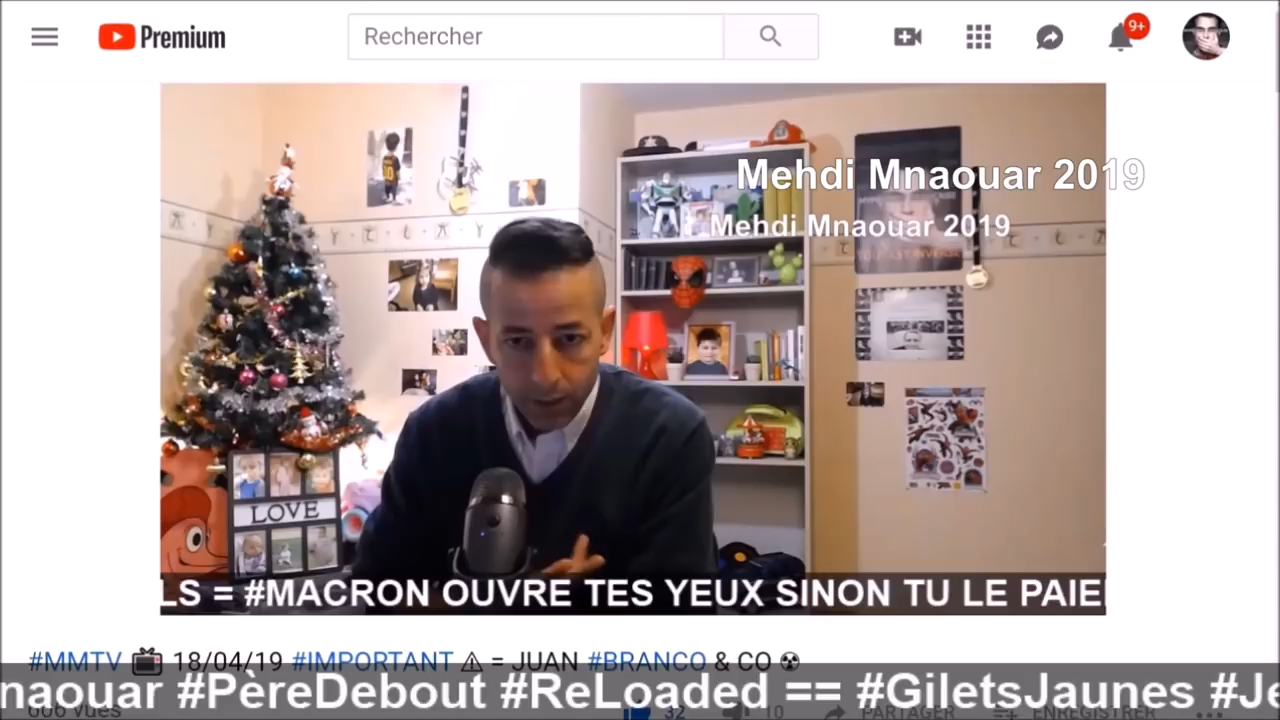 Premium
Rechercher
9+
Mehdi Mnaouar 2019
Mehdi Mnaouar 2019
LOVE
LS = #MACRON OUVRE TES YEUX SINON TU LE PAIE
#MMTV 📺 18/04/19 #IMPORTANT ⚠ = JUAN #BRANCO & CO ☢
naouar #PèreDebout #ReLoaded == #GiletsJaunes #Je
666 vues 32 10 PARTAGER ENREGISTRER